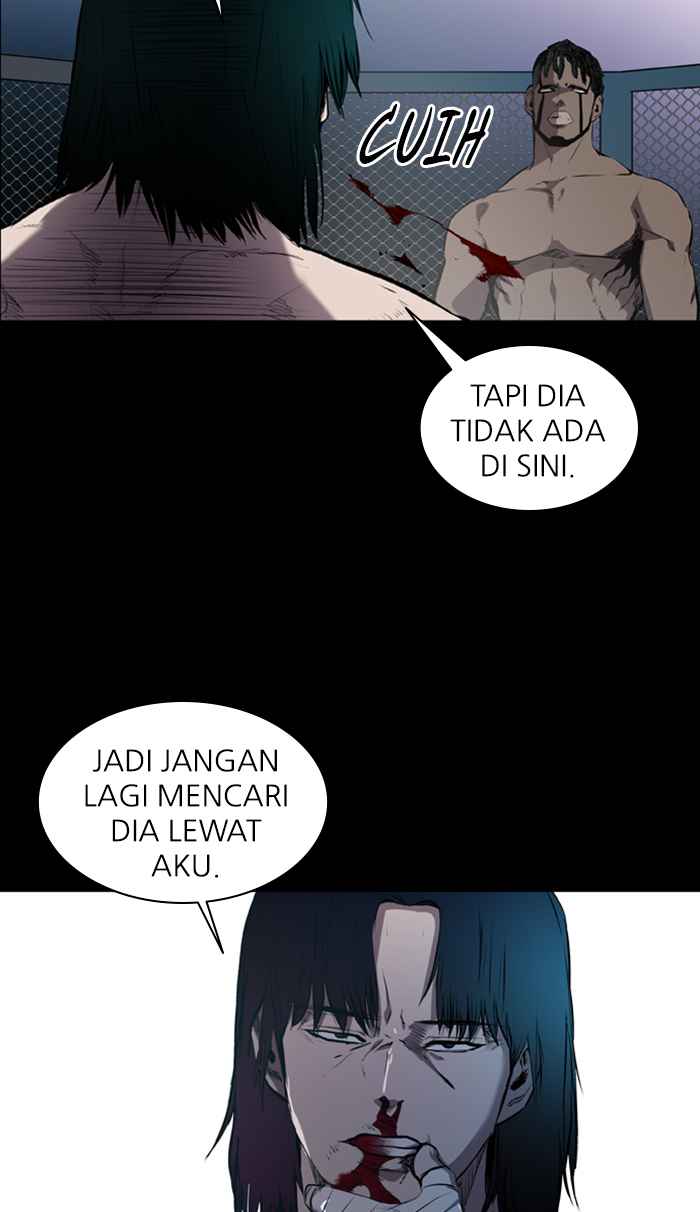 CUIH
TAPI DIA
TIDAK ADA
DI SINI.
JADI JANGAN
LAGI MENCARI
DIA LEWAT
AKU.